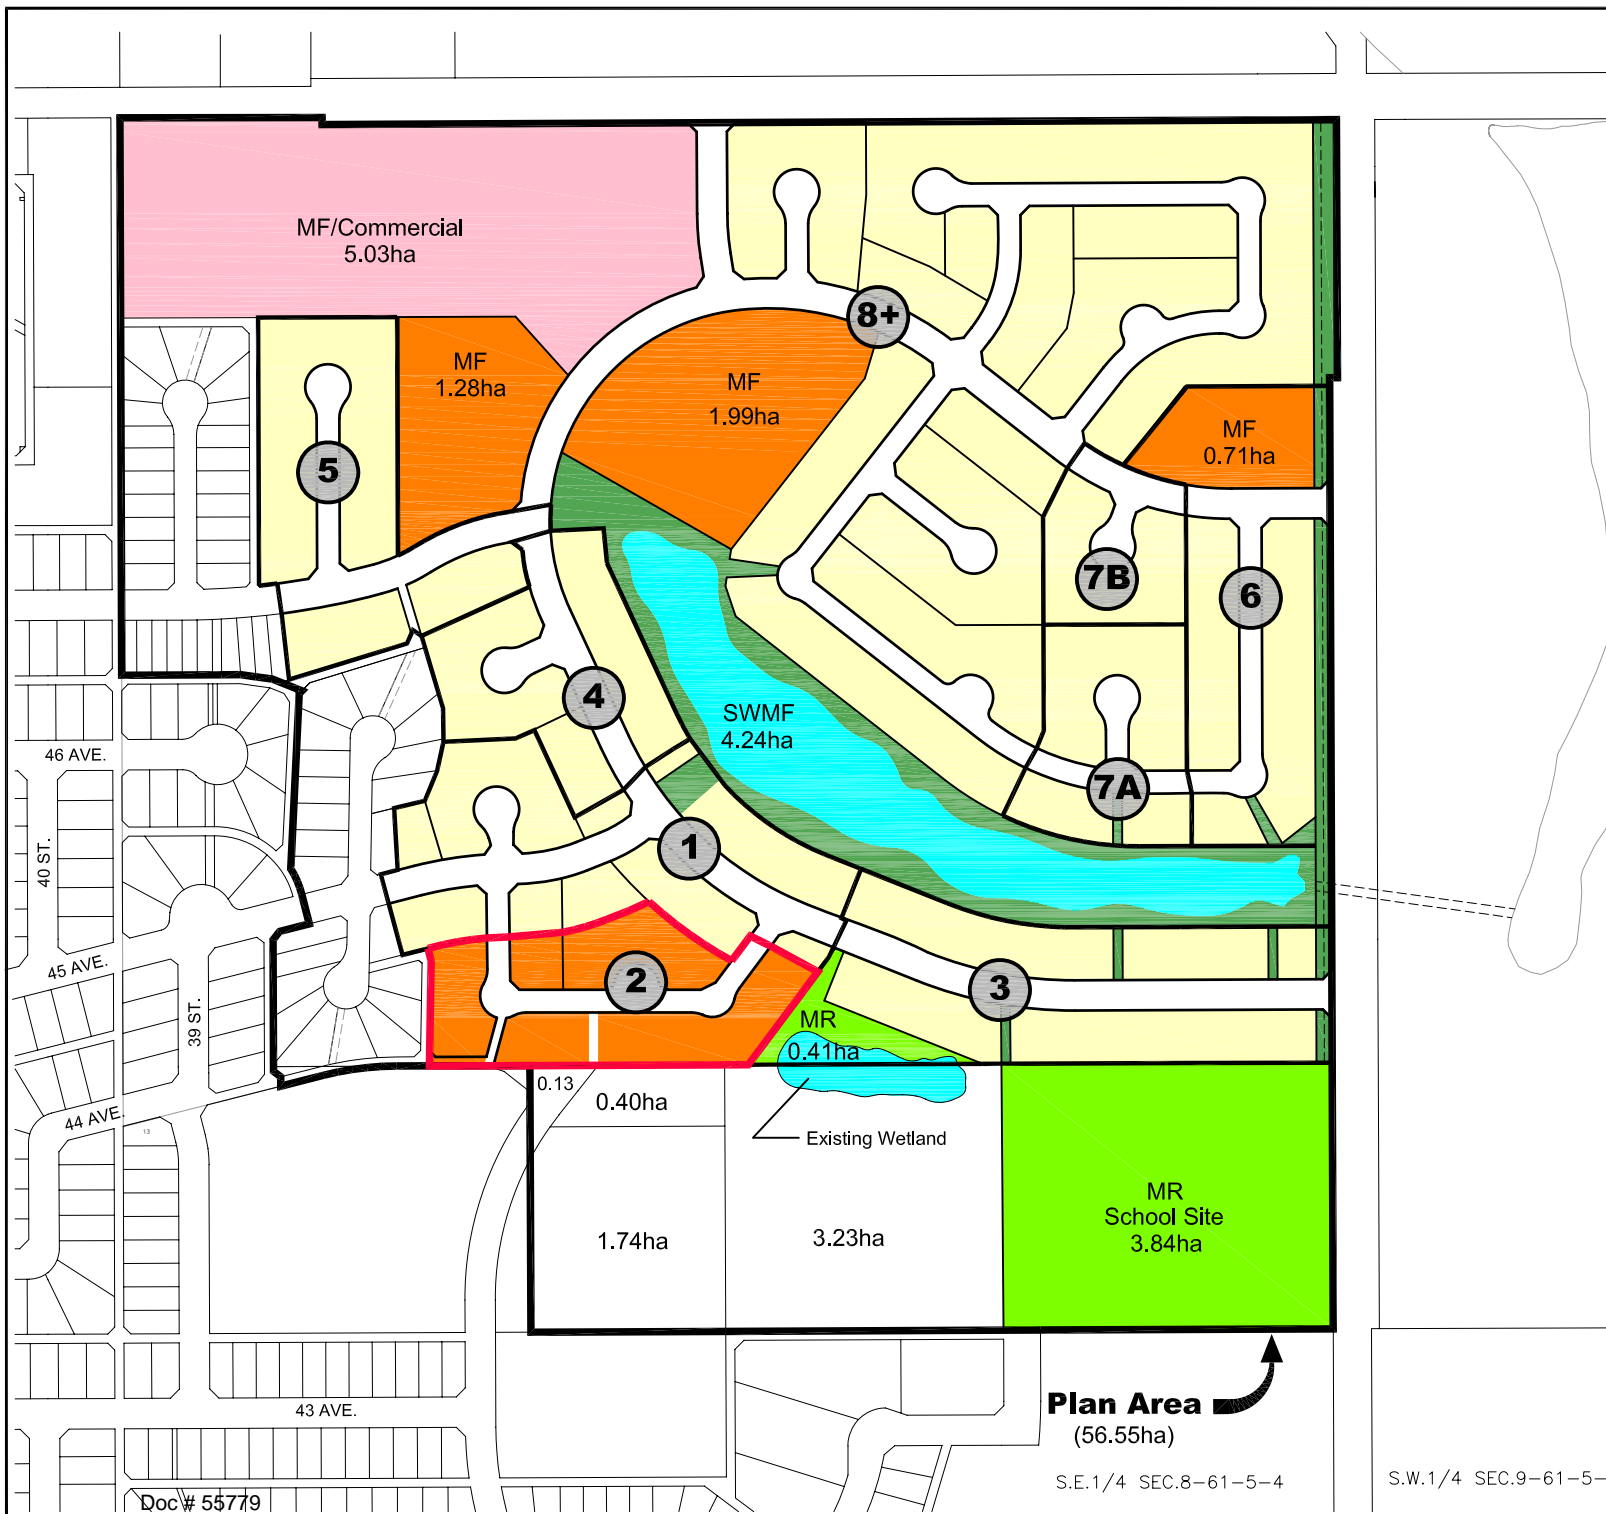 MF/Commercial
5.03ha
8+
MF
1.28ha
MF
1.99ha
MF
0.71ha
5
7B
6
4
SWMF
4.24ha
46 AVE.
7A
1
40 ST.
45 AVE.
2
3
39 ST.
MR
0.41ha
0.13
0.40ha
44 AVE.
13
Existing Wetland
MR
School Site
3.84ha
1.74ha
3.23ha
Plan Area
(56.55ha)
43 AVE.
S.E.1/4 SEC.8-61-5-4
S.W.1/4 SEC.9-61-5-
Doc # 55779